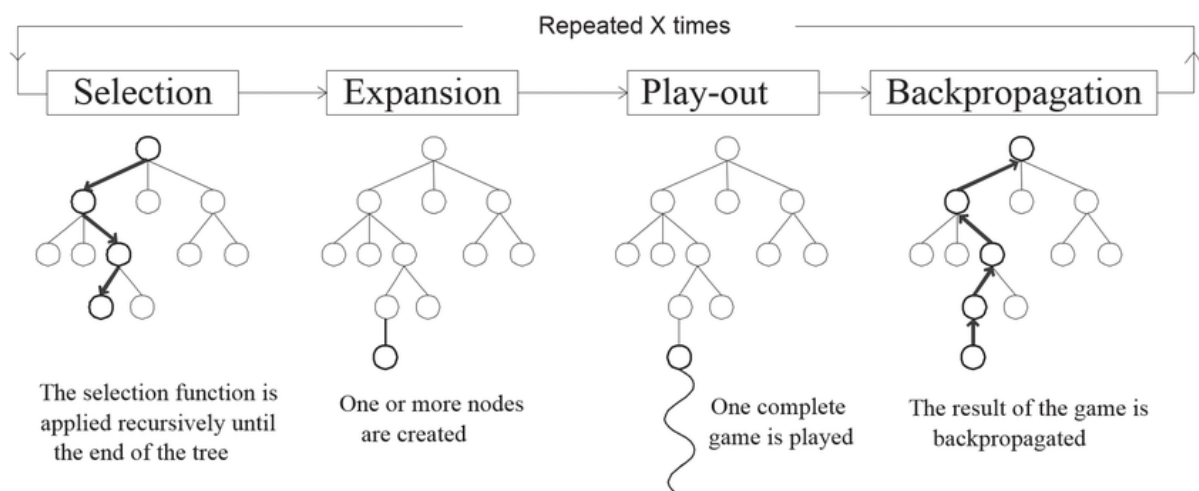 Repeated X times
Selection
Expansion
Play-out
Backpropagation
The selection function is
applied recursively until
the end of the tree
One or more nodes
are created
One complete
game is played
The result of the game is
backpropagated